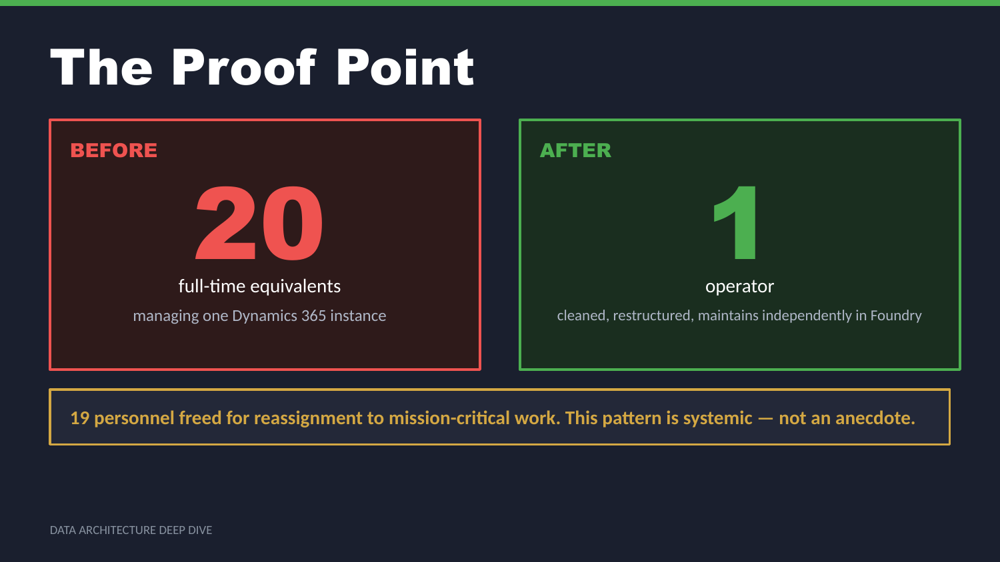 The Proof Point
BEFORE
20
full-time equivalents
managing one Dynamics 365 instance
AFTER
1
operator
cleaned, restructured, maintains independently in Foundry
19 personnel freed for reassignment to mission-critical work. This pattern is systemic — not an anecdote.
DATA ARCHITECTURE DEEP DIVE